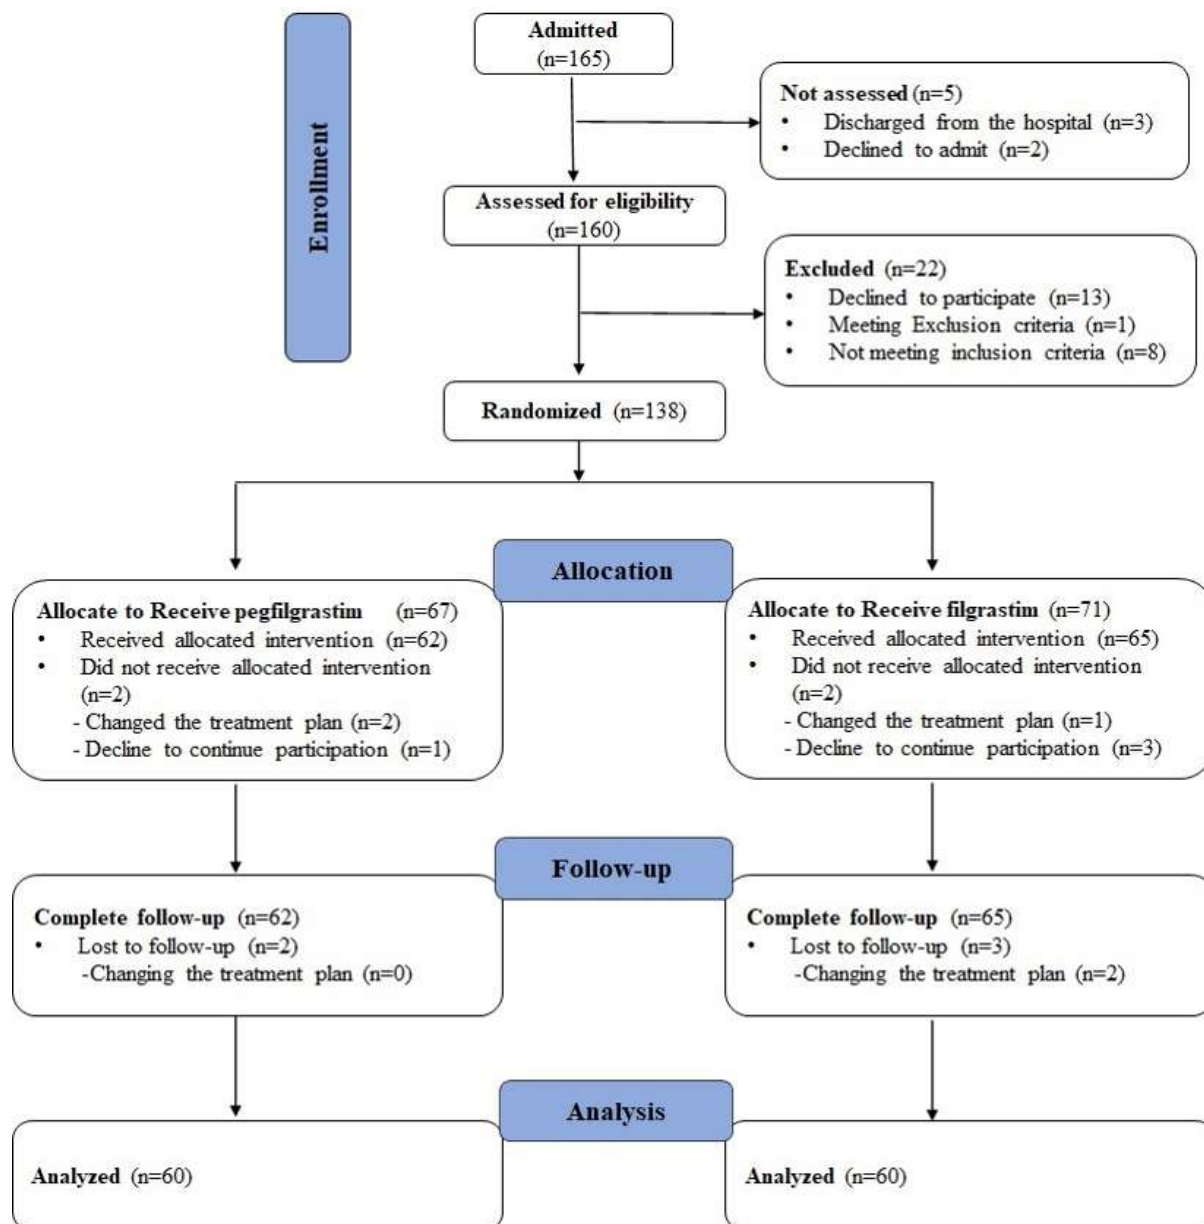 Enrollment
Admitted
(n=165)
Not assessed (n=5)
• Discharged from the hospital (n=3)
• Declined to admit (n=2)
Assessed for eligibility
(n=160)
Excluded (n=22)
• Declined to participate (n=13)
• Meeting Exclusion criteria (n=1)
• Not meeting inclusion criteria (n=8)
Randomized (n=138)
Allocation
Allocate to Receive pegfilgrastim (n=67)
• Received allocated intervention (n=62)
• Did not receive allocated intervention
(n=2)
- Changed the treatment plan (n=2)
- Decline to continue participation (n=1)
Allocate to Receive filgrastim (n=71)
• Received allocated intervention (n=65)
• Did not receive allocated intervention
(n=2)
- Changed the treatment plan (n=1)
- Decline to continue participation (n=3)
Follow-up
Complete follow-up (n=62)
• Lost to follow-up (n=2)
-Changing the treatment plan (n=0)
Complete follow-up (n=65)
• Lost to follow-up (n=3)
-Changing the treatment plan (n=2)
Analysis
Analyzed (n=60)
Analyzed (n=60)